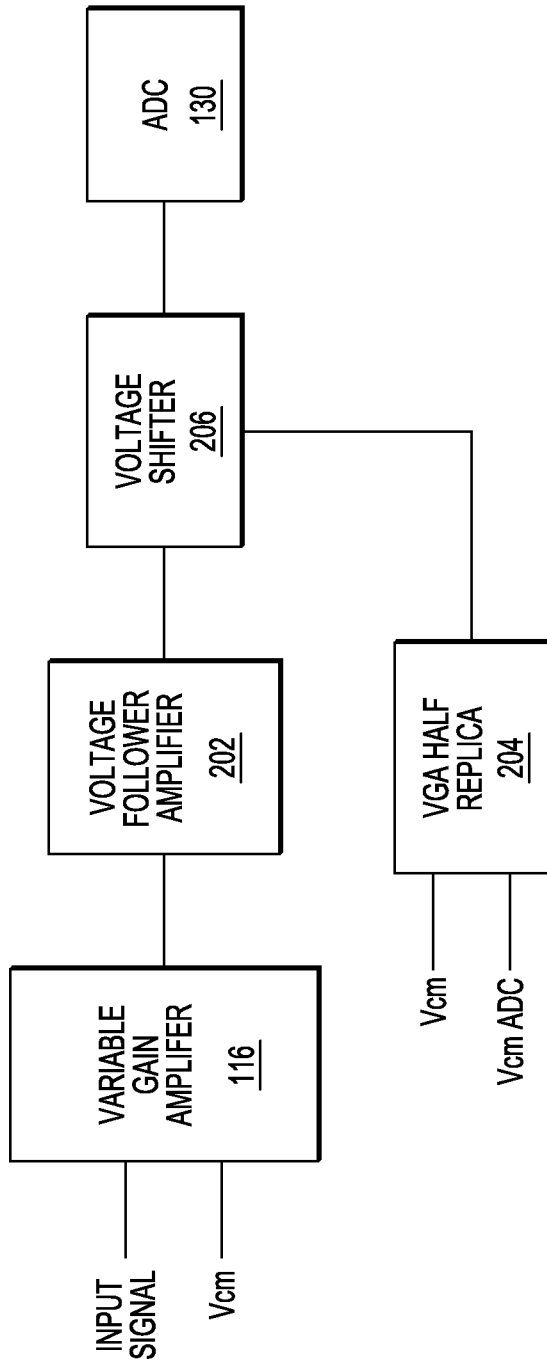 INPUT
SIGNAL
Vcm
VARIABLE
GAIN
AMPLIFER
116
VOLTAGE
FOLLOWER
AMPLIFIER
202
VOLTAGE
SHIFTER
206
ADC
130
Vcm
Vcm ADC
VGA HALF
REPLICA
204